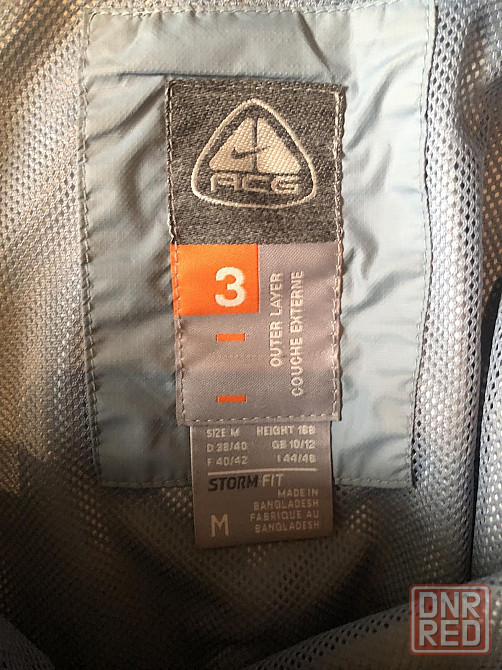 ACG
3
OUTER LAYER
COUCHE EXTERNE
SIZE M HEIGHT 168
D 38/40 GB 10/12
F 40/42 I 44/46
STORM FIT
MADE IN
BANGLADESH
FABRIQUE AU
BANGLADESH
M
DNR
RED